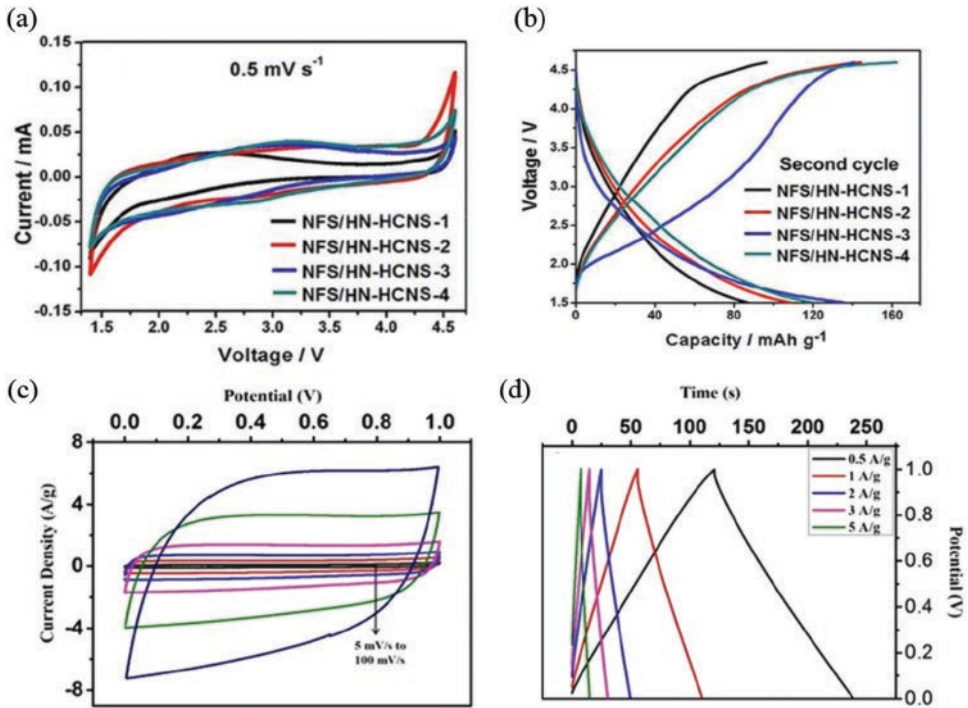 (a)
0.5 mV s-1
Current / mA
0.15
0.10
0.05
0.00
-0.05
-0.10
-0.15
NFS/HN-HCNS-1
NFS/HN-HCNS-2
NFS/HN-HCNS-3
NFS/HN-HCNS-4
1.5 2.0 2.5 3.0 3.5 4.0 4.5
Voltage / V
(b)
Voltage / V
4.5
4.0
3.5
3.0
2.5
2.0
1.5
Second cycle
NFS/HN-HCNS-1
NFS/HN-HCNS-2
NFS/HN-HCNS-3
NFS/HN-HCNS-4
0 40 80 120 160
Capacity / mAh g-1
(c)
Potential (V)
0.0 0.2 0.4 0.6 0.8 1.0
Current Density (A/g)
8
4
0
-4
-8
5 mV/s to
100 mV/s
(d)
Time (s)
0 50 100 150 200 250
0.5 A/g
1 A/g
2 A/g
3 A/g
5 A/g
1.0
0.8
0.6
0.4
0.2
0.0
Potential (V)